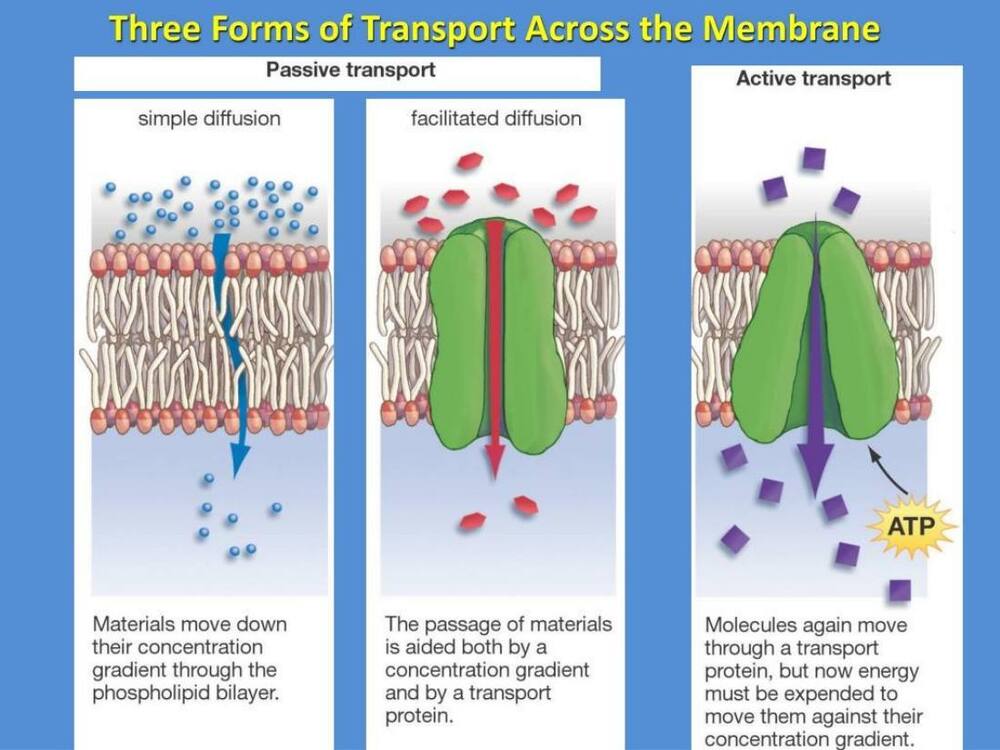 Three Forms of Transport Across the Membrane
Passive transport
Active transport
simple diffusion
facilitated diffusion
ATP
Materials move down
their concentration
gradient through the
phospholipid bilayer.
The passage of materials
is aided both by a
concentration gradient
and by a transport
protein.
Molecules again move
through a transport
protein, but now energy
must be expended to
move them against their
concentration gradient.